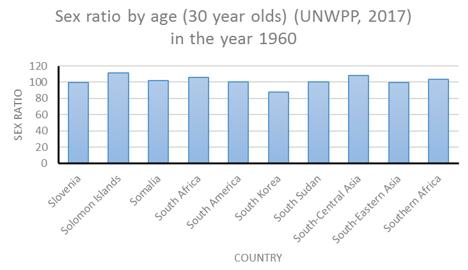 Sex ratio by age (30 year olds) (UNWPP, 2017)
in the year 1960
120
100
80
60
40
20
0
SEX RATIO
Slovenia
Solomon Islands
Somalia
South Africa
South America
South Korea
South Sudan
South-Central Asia
South-Eastern Asia
Southern Africa
COUNTRY